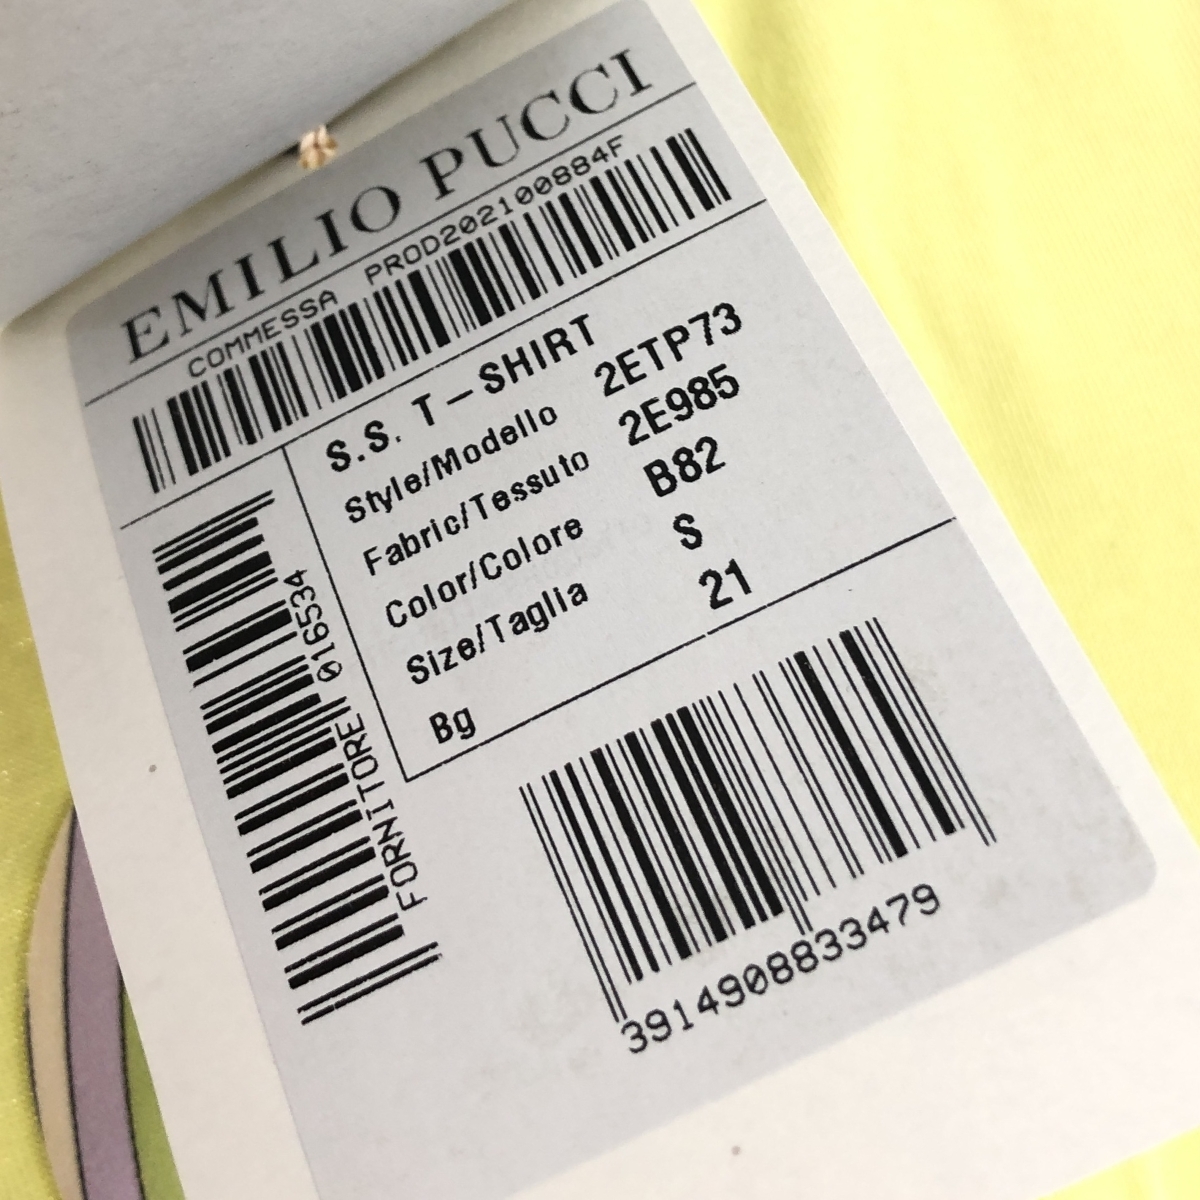 EMILIO PUCCI
COMMESSA PROD202100884F
S.S. T-SHIRT
Style/Modello 2ETP73
Fabric/Tessuto 2E985
Color/Colore B82
Size/Taglia S
Bg 21
FORNITORE 016534
3914908833479